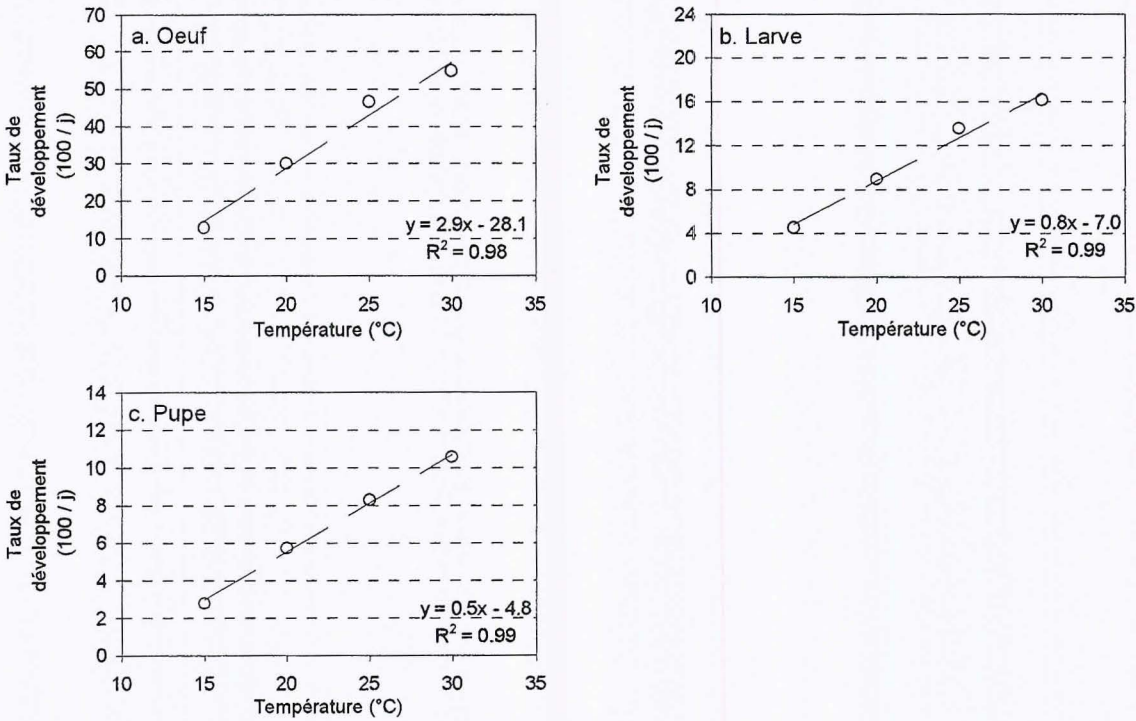 a. Oeuf
70
60
50
40
30
20
10
0
Taux de
développement
(100 / j)
y = 2.9x - 28.1
R² = 0.98
10 15 20 25 30 35
Température (°C)
b. Larve
24
20
16
12
8
4
0
Taux de
développement
(100 / j)
y = 0.8x - 7.0
R² = 0.99
10 15 20 25 30 35
Température (°C)
c. Pupe
14
12
10
8
6
4
2
0
Taux de
développement
(100 / j)
y = 0.5x - 4.8
R² = 0.99
10 15 20 25 30 35
Température (°C)